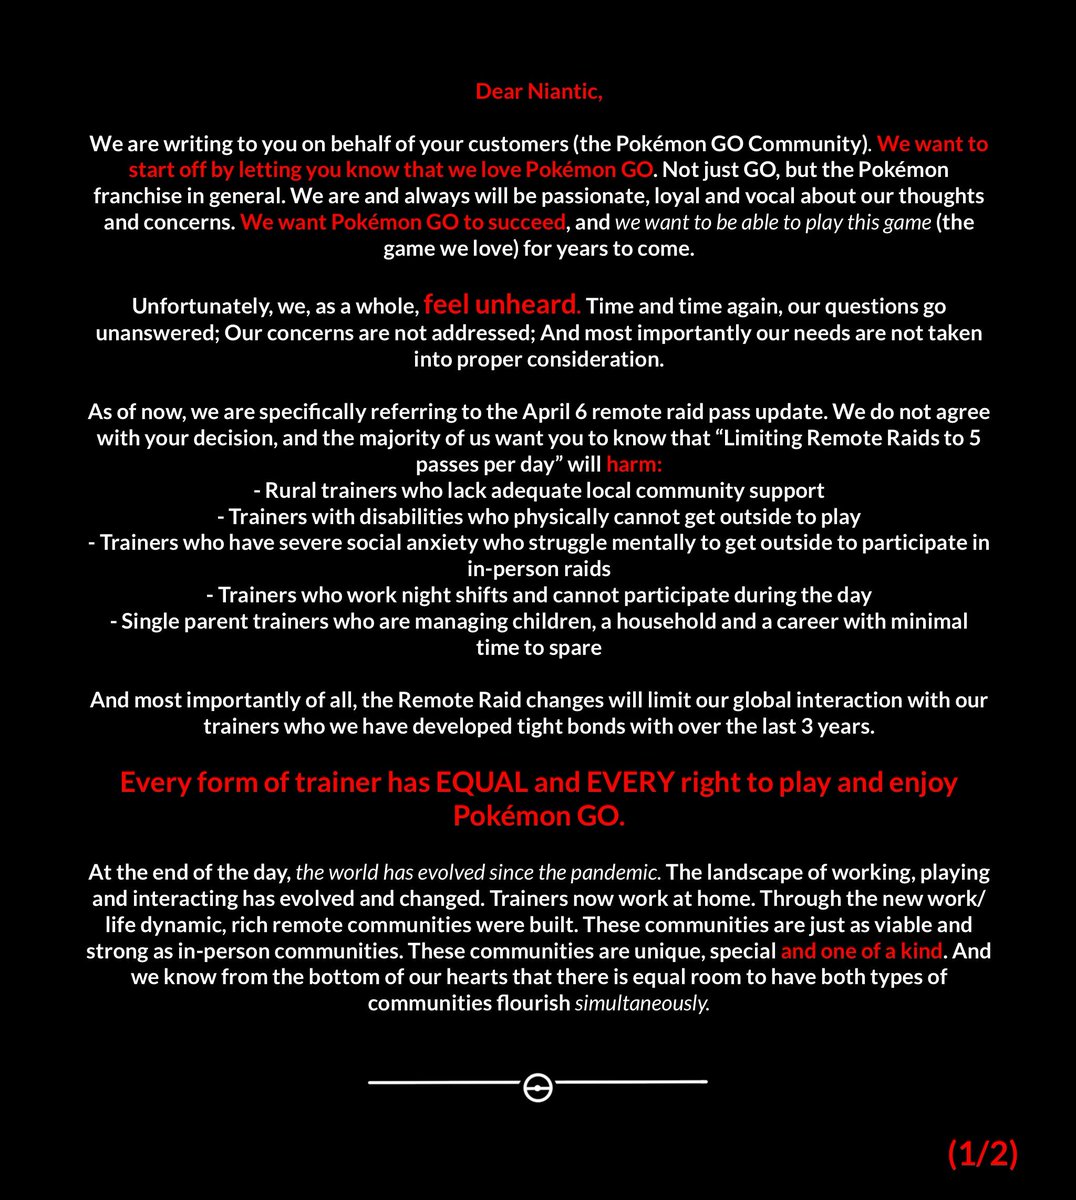 Dear Niantic,
We are writing to you on behalf of your customers (the Pokémon GO Community). We want to
start off by letting you know that we love Pokémon GO. Not just GO, but the Pokémon
franchise in general. We are and always will be passionate, loyal and vocal about our thoughts
and concerns. We want Pokémon GO to succeed, and we want to be able to play this game (the
game we love) for years to come.
Unfortunately, we, as a whole, feel unheard. Time and time again, our questions go
unanswered; Our concerns are not addressed; And most importantly our needs are not taken
into proper consideration.
As of now, we are specifically referring to the April 6 remote raid pass update. We do not agree
with your decision, and the majority of us want you to know that “Limiting Remote Raids to 5
passes per day” will harm:
- Rural trainers who lack adequate local community support
- Trainers with disabilities who physically cannot get outside to play
- Trainers who have severe social anxiety who struggle mentally to get outside to participate in
in-person raids
- Trainers who work night shifts and cannot participate during the day
- Single parent trainers who are managing children, a household and a career with minimal
time to spare
And most importantly of all, the Remote Raid changes will limit our global interaction with our
trainers who we have developed tight bonds with over the last 3 years.
Every form of trainer has EQUAL and EVERY right to play and enjoy
Pokémon GO.
At the end of the day, the world has evolved since the pandemic. The landscape of working, playing
and interacting has evolved and changed. Trainers now work at home. Through the new work/
life dynamic, rich remote communities were built. These communities are just as viable and
strong as in-person communities. These communities are unique, special and one of a kind. And
we know from the bottom of our hearts that there is equal room to have both types of
communities flourish simultaneously.
(1/2)